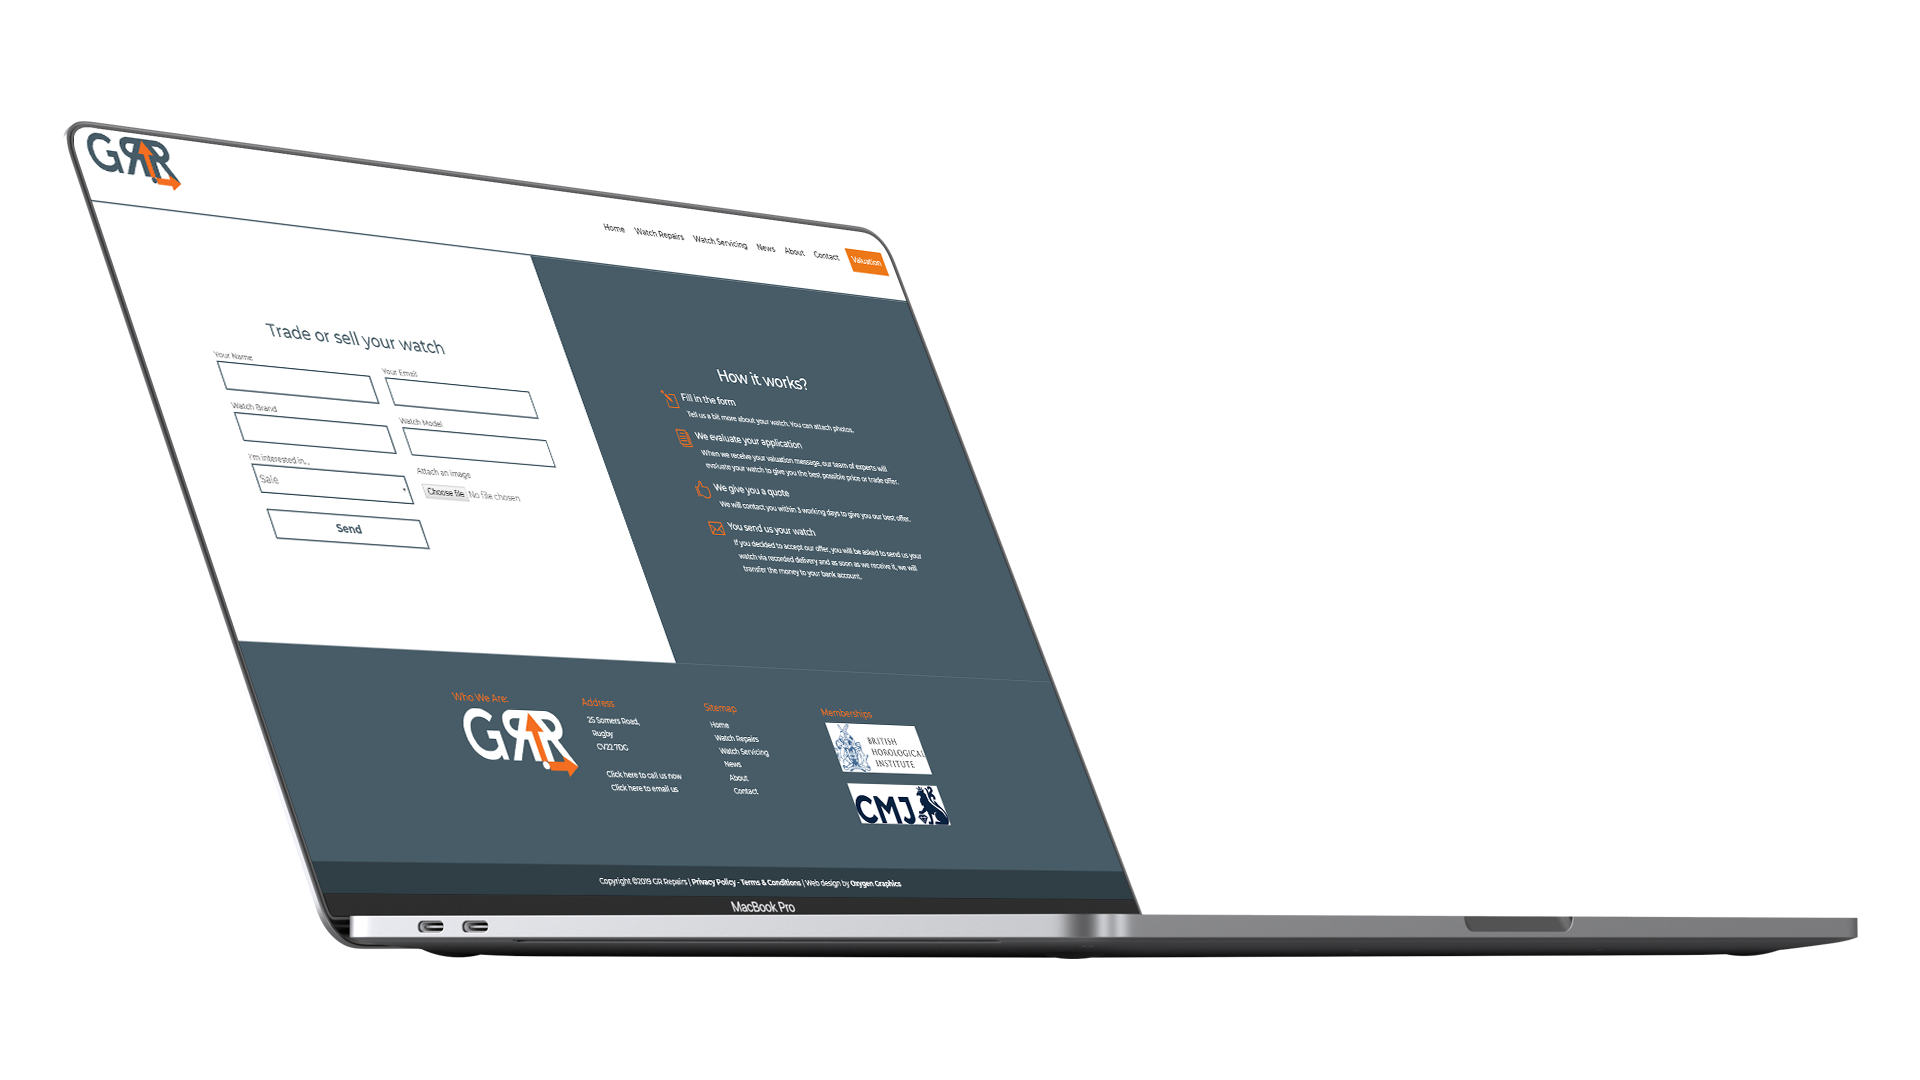 GRR
Home Watch Repairs Watch Servicing News About Contact Valuation
Trade or sell your watch
Your Name
Your Email
Watch Brand
Watch Model
I'm interested in...
Sale
Attach an image
Choose file No file chosen
Send
How it works?
Fill in the form
Tell us a bit more about your watch. You can attach photos.
We evaluate your application
When we receive your valuation message, our team of experts will
evaluate your watch to give you the best possible price or trade offer.
We give you a quote
We will contact you within 3 working days to give you our best offer.
You send us your watch
If you decided to accept our offer, you will be asked to send us your
watch via recorded delivery and as soon as we receive it, we will
transfer the money to your bank account.
Who We Are:
GRR
Address
25 Somers Road,
Rugby
CV22 7DG
Click here to call us now
Click here to email us
Sitemap
Home
Watch Repairs
Watch Servicing
News
About
Contact
Memberships
BRITISH
HOROLOGICAL
INSTITUTE
CMJ
Copyright ©2019 GR Repairs | Privacy Policy - Terms & Conditions | Web design by Oxygen Graphics
MacBook Pro